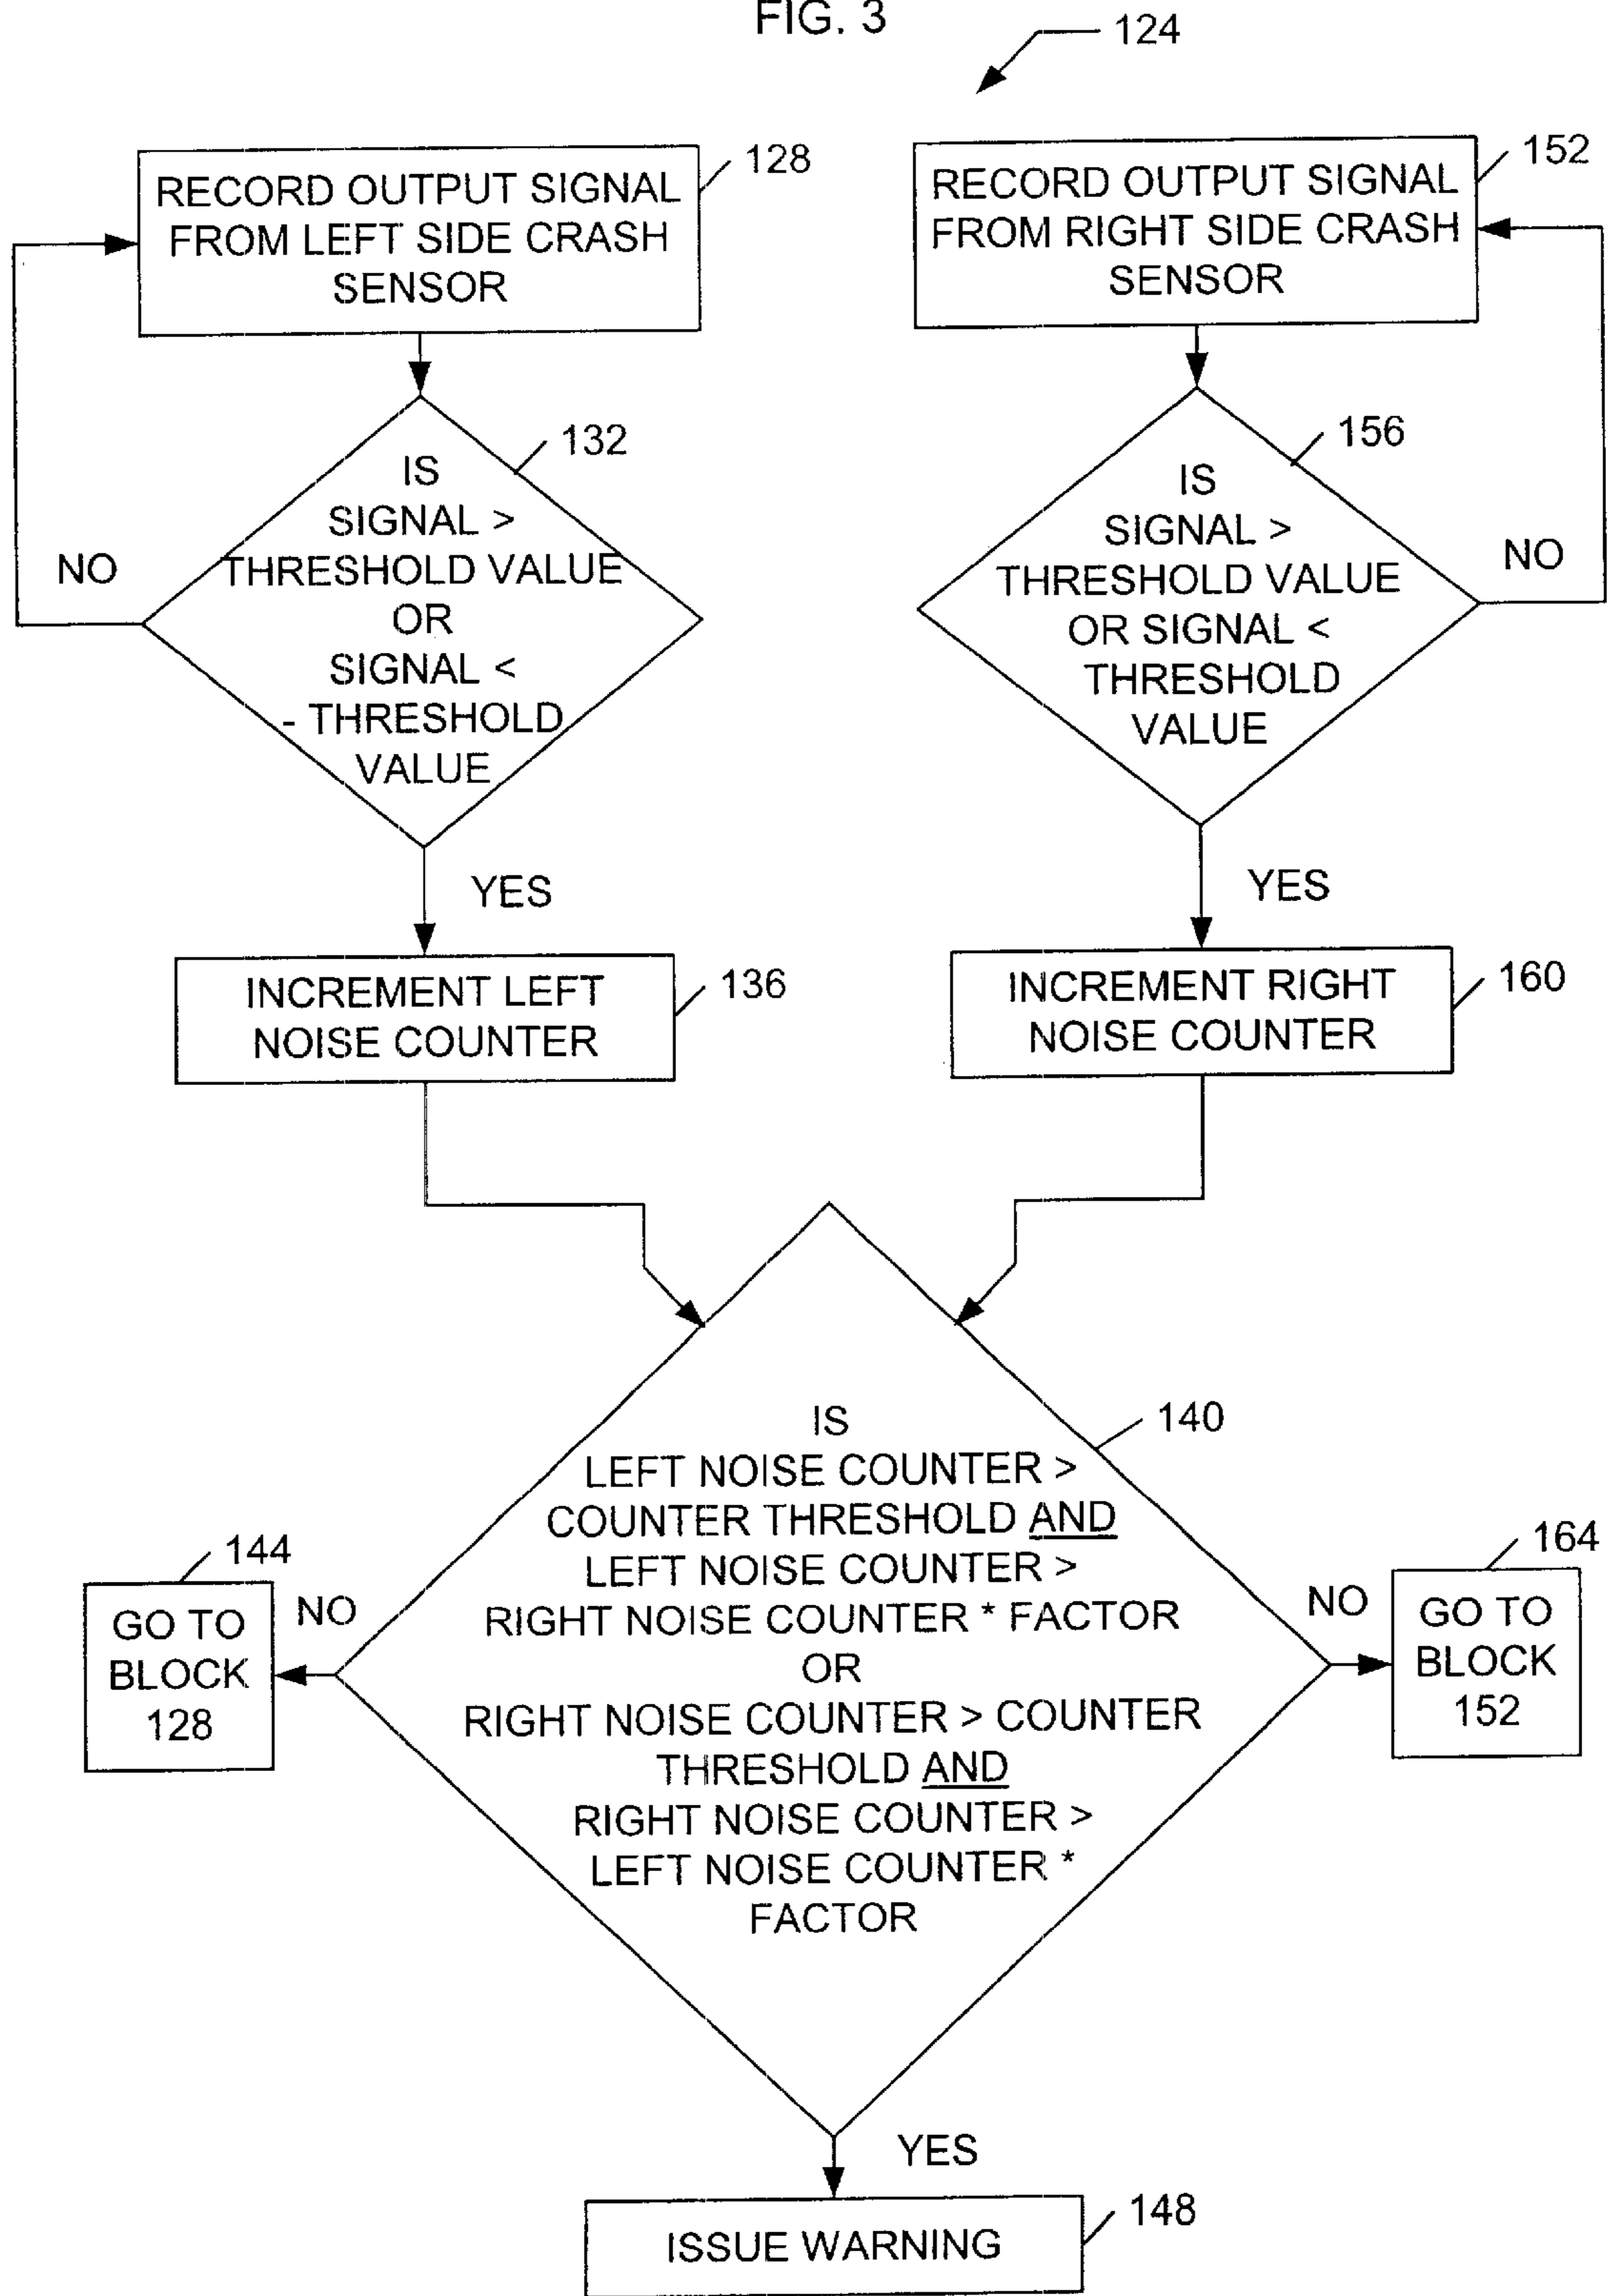 FIG. 3
124
128
RECORD OUTPUT SIGNAL
FROM LEFT SIDE CRASH
SENSOR
152
RECORD OUTPUT SIGNAL
FROM RIGHT SIDE CRASH
SENSOR
132
IS
SIGNAL >
THRESHOLD VALUE
OR
SIGNAL <
- THRESHOLD
VALUE
NO
YES
156
IS
SIGNAL >
THRESHOLD VALUE
OR SIGNAL <
THRESHOLD
VALUE
NO
YES
INCREMENT LEFT
NOISE COUNTER
136
INCREMENT RIGHT
NOISE COUNTER
160
140
IS
LEFT NOISE COUNTER >
COUNTER THRESHOLD AND
LEFT NOISE COUNTER >
RIGHT NOISE COUNTER * FACTOR
OR
RIGHT NOISE COUNTER > COUNTER
THRESHOLD AND
RIGHT NOISE COUNTER >
LEFT NOISE COUNTER *
FACTOR
144
NO
GO TO
BLOCK
128
164
NO
GO TO
BLOCK
152
YES
148
ISSUE WARNING